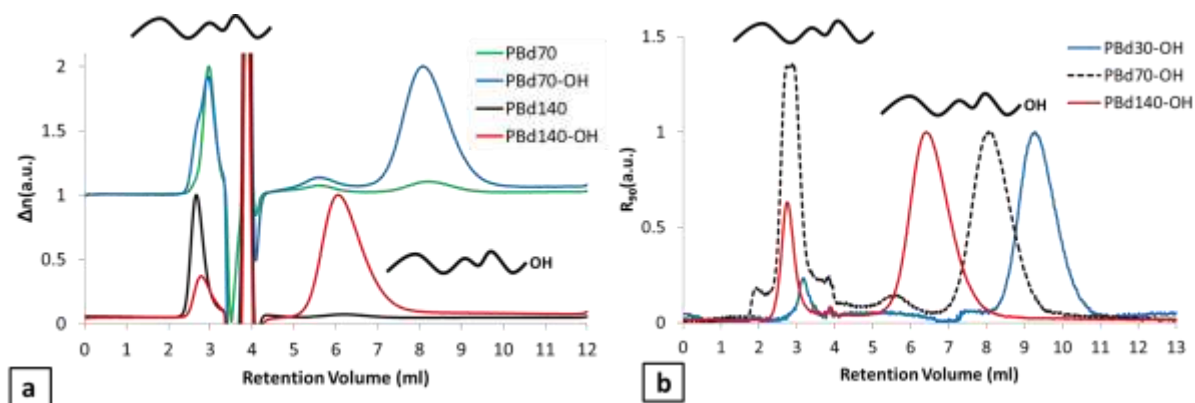 2
1.5
1
0.5
0
Δn(a.u.)
PBd70
PBd70-OH
PBd140
PBd140-OH
OH
0 1 2 3 4 5 6 7 8 9 10 11 12
Retention Volume (ml)
a
1.5
1
0.5
0
R90(a.u.)
PBd30-OH
PBd70-OH
PBd140-OH
OH
0 1 2 3 4 5 6 7 8 9 10 11 12 13
Retention Volume (ml)
b